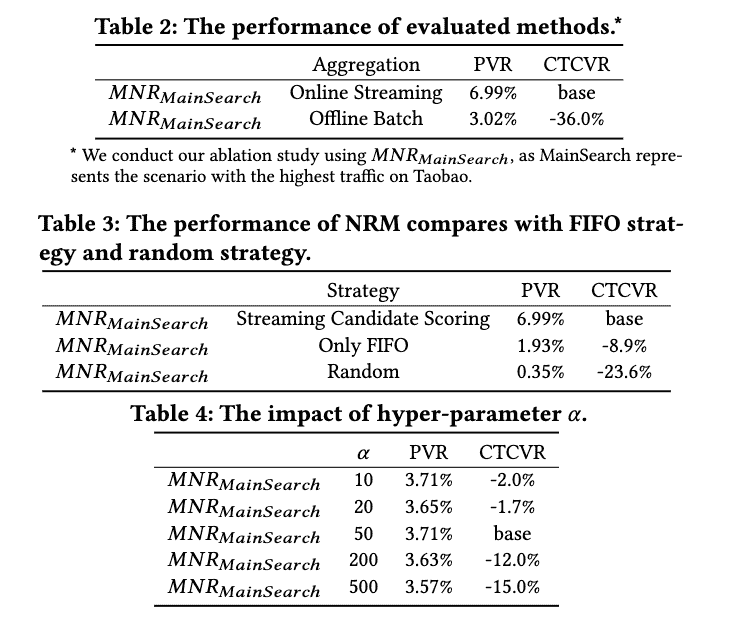 Table 2: The performance of evaluated methods.*
Aggregation PVR CTCVR
MNR_MainSearch Online Streaming 6.99% base
MNR_MainSearch Offline Batch 3.02% -36.0%
* We conduct our ablation study using MNR_MainSearch, as MainSearch repre-
sents the scenario with the highest traffic on Taobao.
Table 3: The performance of NRM compares with FIFO strat-
egy and random strategy.
Strategy PVR CTCVR
MNR_MainSearch Streaming Candidate Scoring 6.99% base
MNR_MainSearch Only FIFO 1.93% -8.9%
MNR_MainSearch Random 0.35% -23.6%
Table 4: The impact of hyper-parameter α.
α PVR CTCVR
MNR_MainSearch 10 3.71% -2.0%
MNR_MainSearch 20 3.65% -1.7%
MNR_MainSearch 50 3.71% base
MNR_MainSearch 200 3.63% -12.0%
MNR_MainSearch 500 3.57% -15.0%